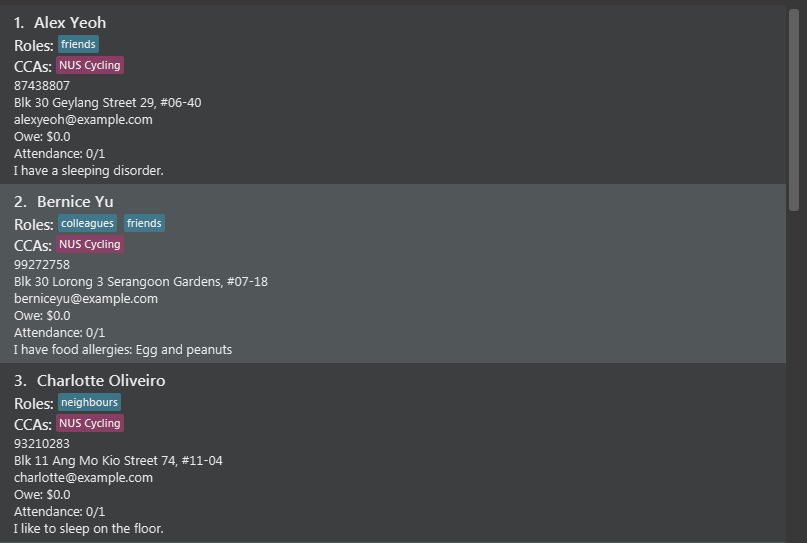 1. Alex Yeoh
Roles: friends
CCAs: NUS Cycling
87438807
Blk 30 Geylang Street 29, #06-40
alexyeoh@example.com
Owe: $0.0
Attendance: 0/1
I have a sleeping disorder.
2. Bernice Yu
Roles: colleagues friends
CCAs: NUS Cycling
99272758
Blk 30 Lorong 3 Serangoon Gardens, #07-18
berniceyu@example.com
Owe: $0.0
Attendance: 0/1
I have food allergies: Egg and peanuts
3. Charlotte Oliveiro
Roles: neighbours
CCAs: NUS Cycling
93210283
Blk 11 Ang Mo Kio Street 74, #11-04
charlotte@example.com
Owe: $0.0
Attendance: 0/1
I like to sleep on the floor.